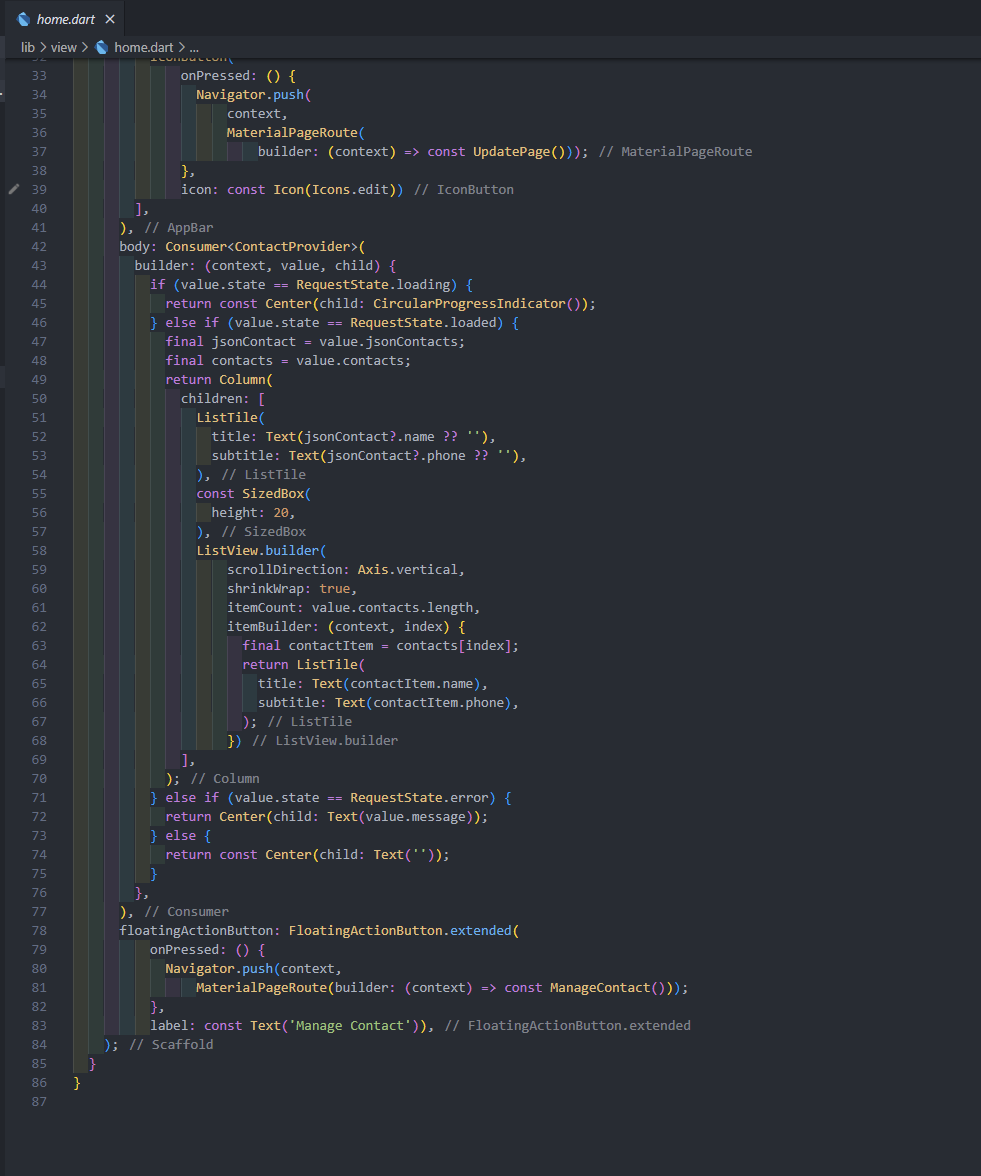 home.dart ×
lib > view > home.dart > ...
32 IconButton(
33 onPressed: () {
34 Navigator.push(
35 context,
36 MaterialPageRoute(
37 builder: (context) => const UpdatePage())); // MaterialPageRoute
38 },
39 icon: const Icon(Icons.edit)) // IconButton
40 ],
41 ), // AppBar
42 body: Consumer<ContactProvider>(
43 builder: (context, value, child) {
44 if (value.state == RequestState.loading) {
45 return const Center(child: CircularProgressIndicator());
46 } else if (value.state == RequestState.loaded) {
47 final jsonContact = value.jsonContacts;
48 final contacts = value.contacts;
49 return Column(
50 children: [
51 ListTile(
52 title: Text(jsonContact?.name ?? ''),
53 subtitle: Text(jsonContact?.phone ?? ''),
54 ), // ListTile
55 const SizedBox(
56 height: 20,
57 ), // SizedBox
58 ListView.builder(
59 scrollDirection: Axis.vertical,
60 shrinkWrap: true,
61 itemCount: value.contacts.length,
62 itemBuilder: (context, index) {
63 final contactItem = contacts[index];
64 return ListTile(
65 title: Text(contactItem.name),
66 subtitle: Text(contactItem.phone),
67 ); // ListTile
68 }) // ListView.builder
69 ],
70 ); // Column
71 } else if (value.state == RequestState.error) {
72 return Center(child: Text(value.message));
73 } else {
74 return const Center(child: Text(''));
75 }
76 },
77 ), // Consumer
78 floatingActionButton: FloatingActionButton.extended(
79 onPressed: () {
80 Navigator.push(context,
81 MaterialPageRoute(builder: (context) => const ManageContact()));
82 },
83 label: const Text('Manage Contact')), // FloatingActionButton.extended
84 ); // Scaffold
85 }
86 }
87